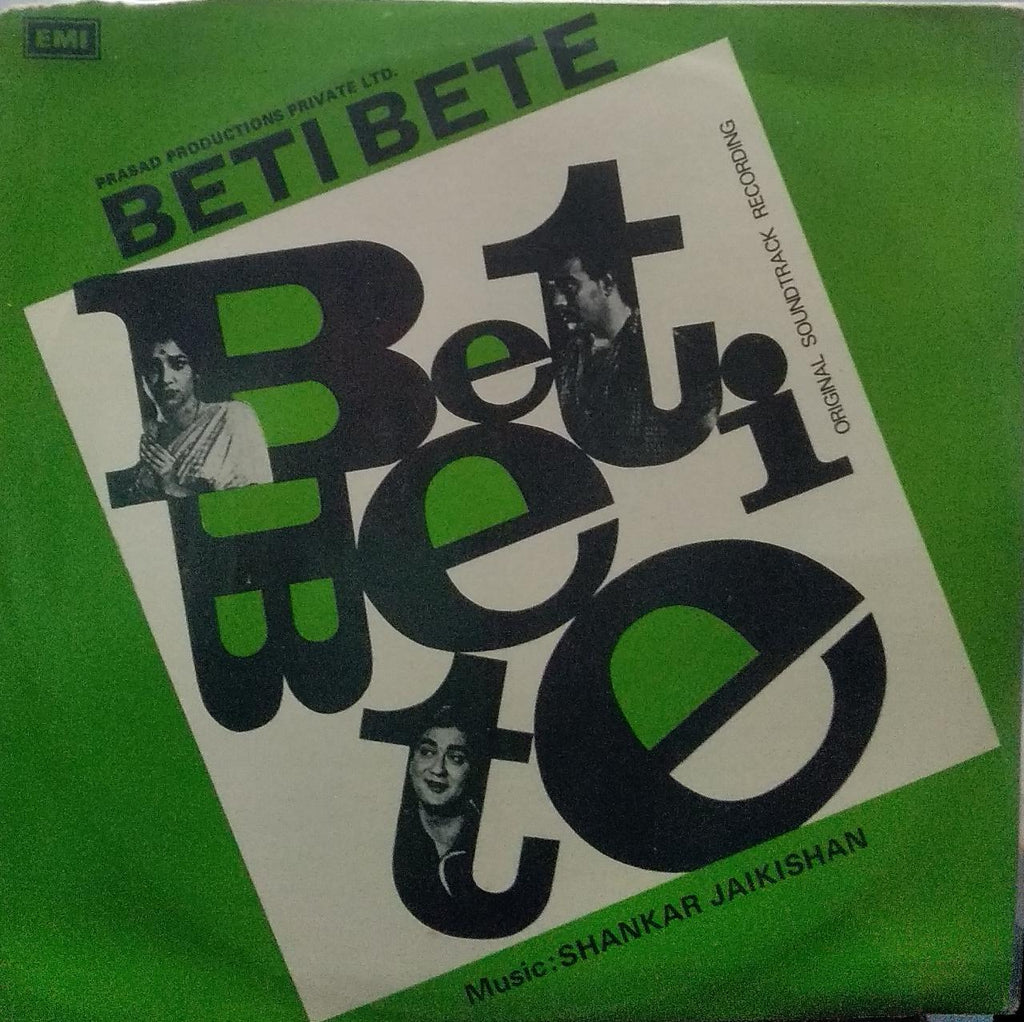 EMI
PRASAD PRODUCTIONS PRIVATE LTD.
BETI BETE
Beti
Bete
ORIGINAL SOUNDTRACK RECORDING
Music: SHANKAR JAIKISHAN